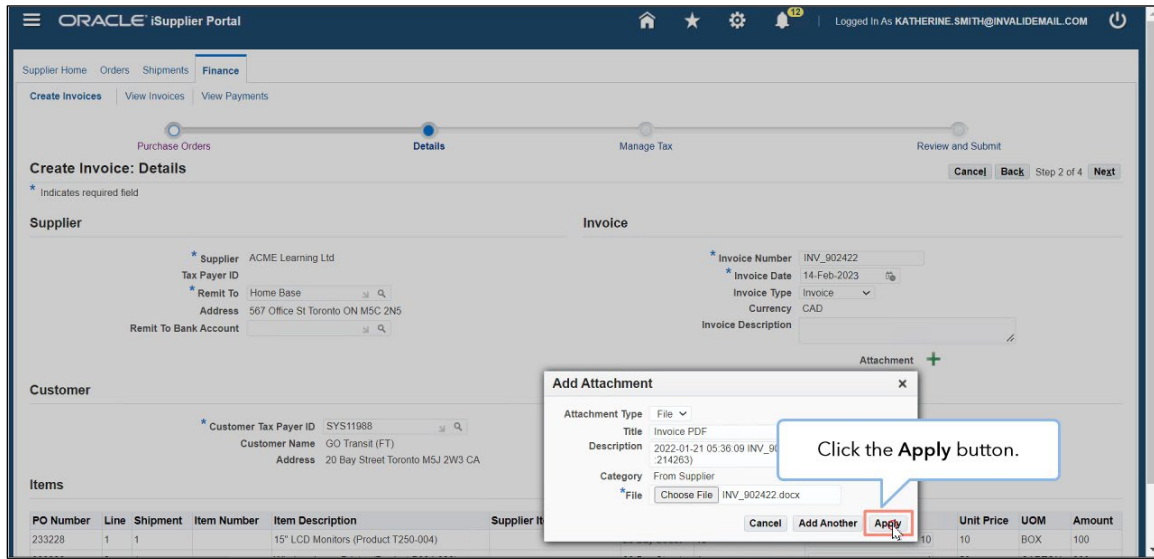 ORACLE iSupplier Portal
12
Logged In As KATHERINE.SMITH@INVALIDEMAIL.COM
Supplier Home Orders Shipments Finance
Create Invoices View Invoices View Payments
Purchase Orders Details Manage Tax Review and Submit
Create Invoice: Details
Cancel Back Step 2 of 4 Next
* Indicates required field
Supplier
* Supplier ACME Learning Ltd
Tax Payer ID
* Remit To Home Base
Address 567 Office St Toronto ON M5C 2N5
Remit To Bank Account
Invoice
* Invoice Number INV_902422
* Invoice Date 14-Feb-2023
Invoice Type Invoice
Currency CAD
Invoice Description
Attachment
Customer
* Customer Tax Payer ID SYS11988
Customer Name GO Transit (FT)
Address 20 Bay Street Toronto M5J 2W3 CA
Add Attachment
Attachment Type File
Title Invoice PDF
Description 2022-01-21 05:36:09
:214263)
Category From Supplier
*File Choose File INV_902422.docx
Cancel Add Another Apply
Click the Apply button.
Items
PO Number Line Shipment Item Number Item Description Supplier Unit Price UOM Amount
233228 1 1 15" LCD Monitors (Product T250-004) 10 10 BOX 100